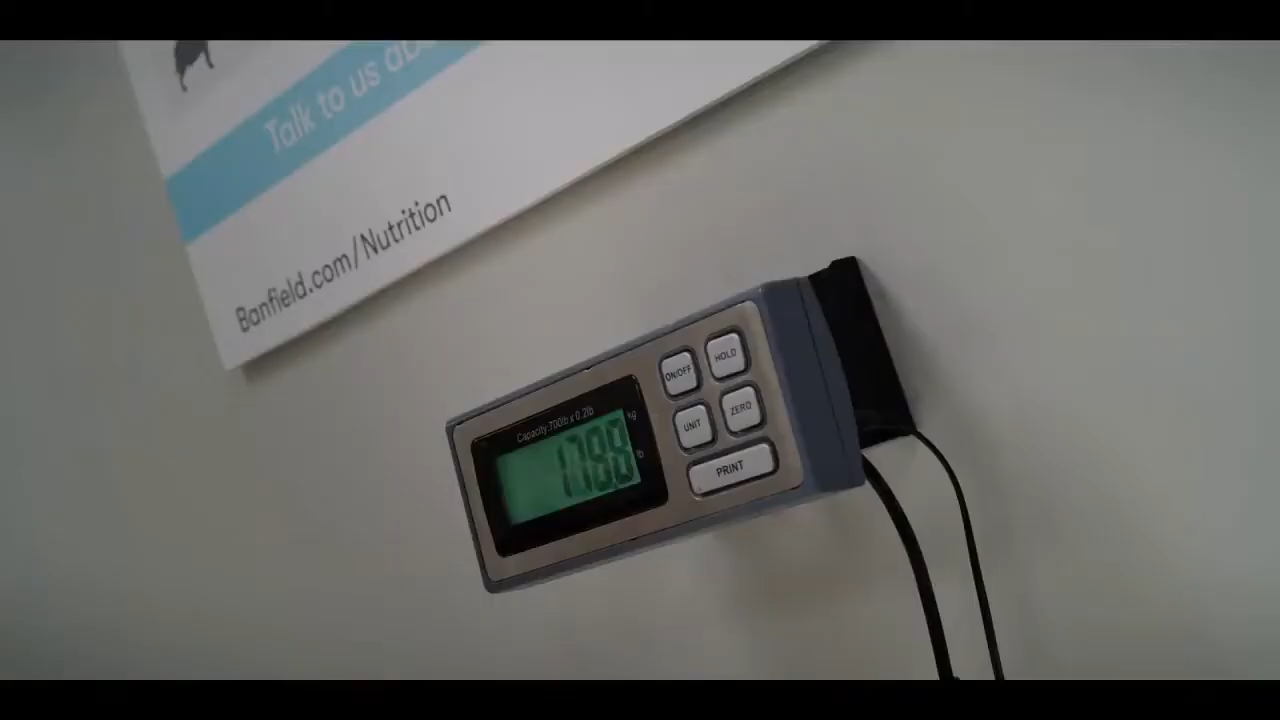 Talk to us
Banfield.com/Nutrition
Capacity:700lb x 0.2lb
kg
lb
ON/OFF
HOLD
UNIT
ZERO
PRINT